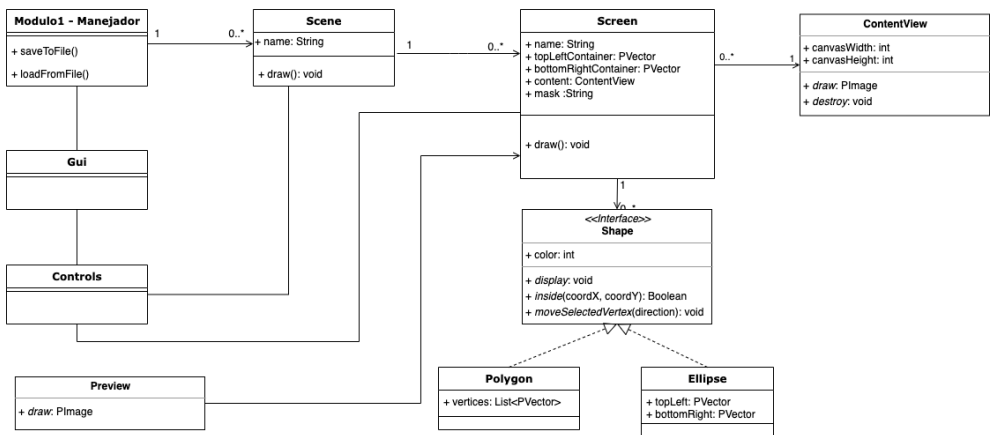 Modulo1 - Manejador
+ saveToFile()
+ loadFromFile()
1
0..*
Scene
+ name: String
+ draw(): void
1
0..*
Screen
+ name: String
+ topLeftContainer: PVector
+ bottomRightContainer: PVector
+ content: ContentView
+ mask :String
+ draw(): void
0..*
1
ContentView
+ canvasWidth: int
+ canvasHeight: int
+ draw: PImage
+ destroy: void
Gui
Controls
1
0..*
<<Interface>>
Shape
+ color: int
+ display: void
+ inside(coordX, coordY): Boolean
+ moveSelectedVertex(direction): void
Preview
+ draw: PImage
Polygon
+ vertices: List<PVector>
Ellipse
+ topLeft: PVector
+ bottomRight: PVector